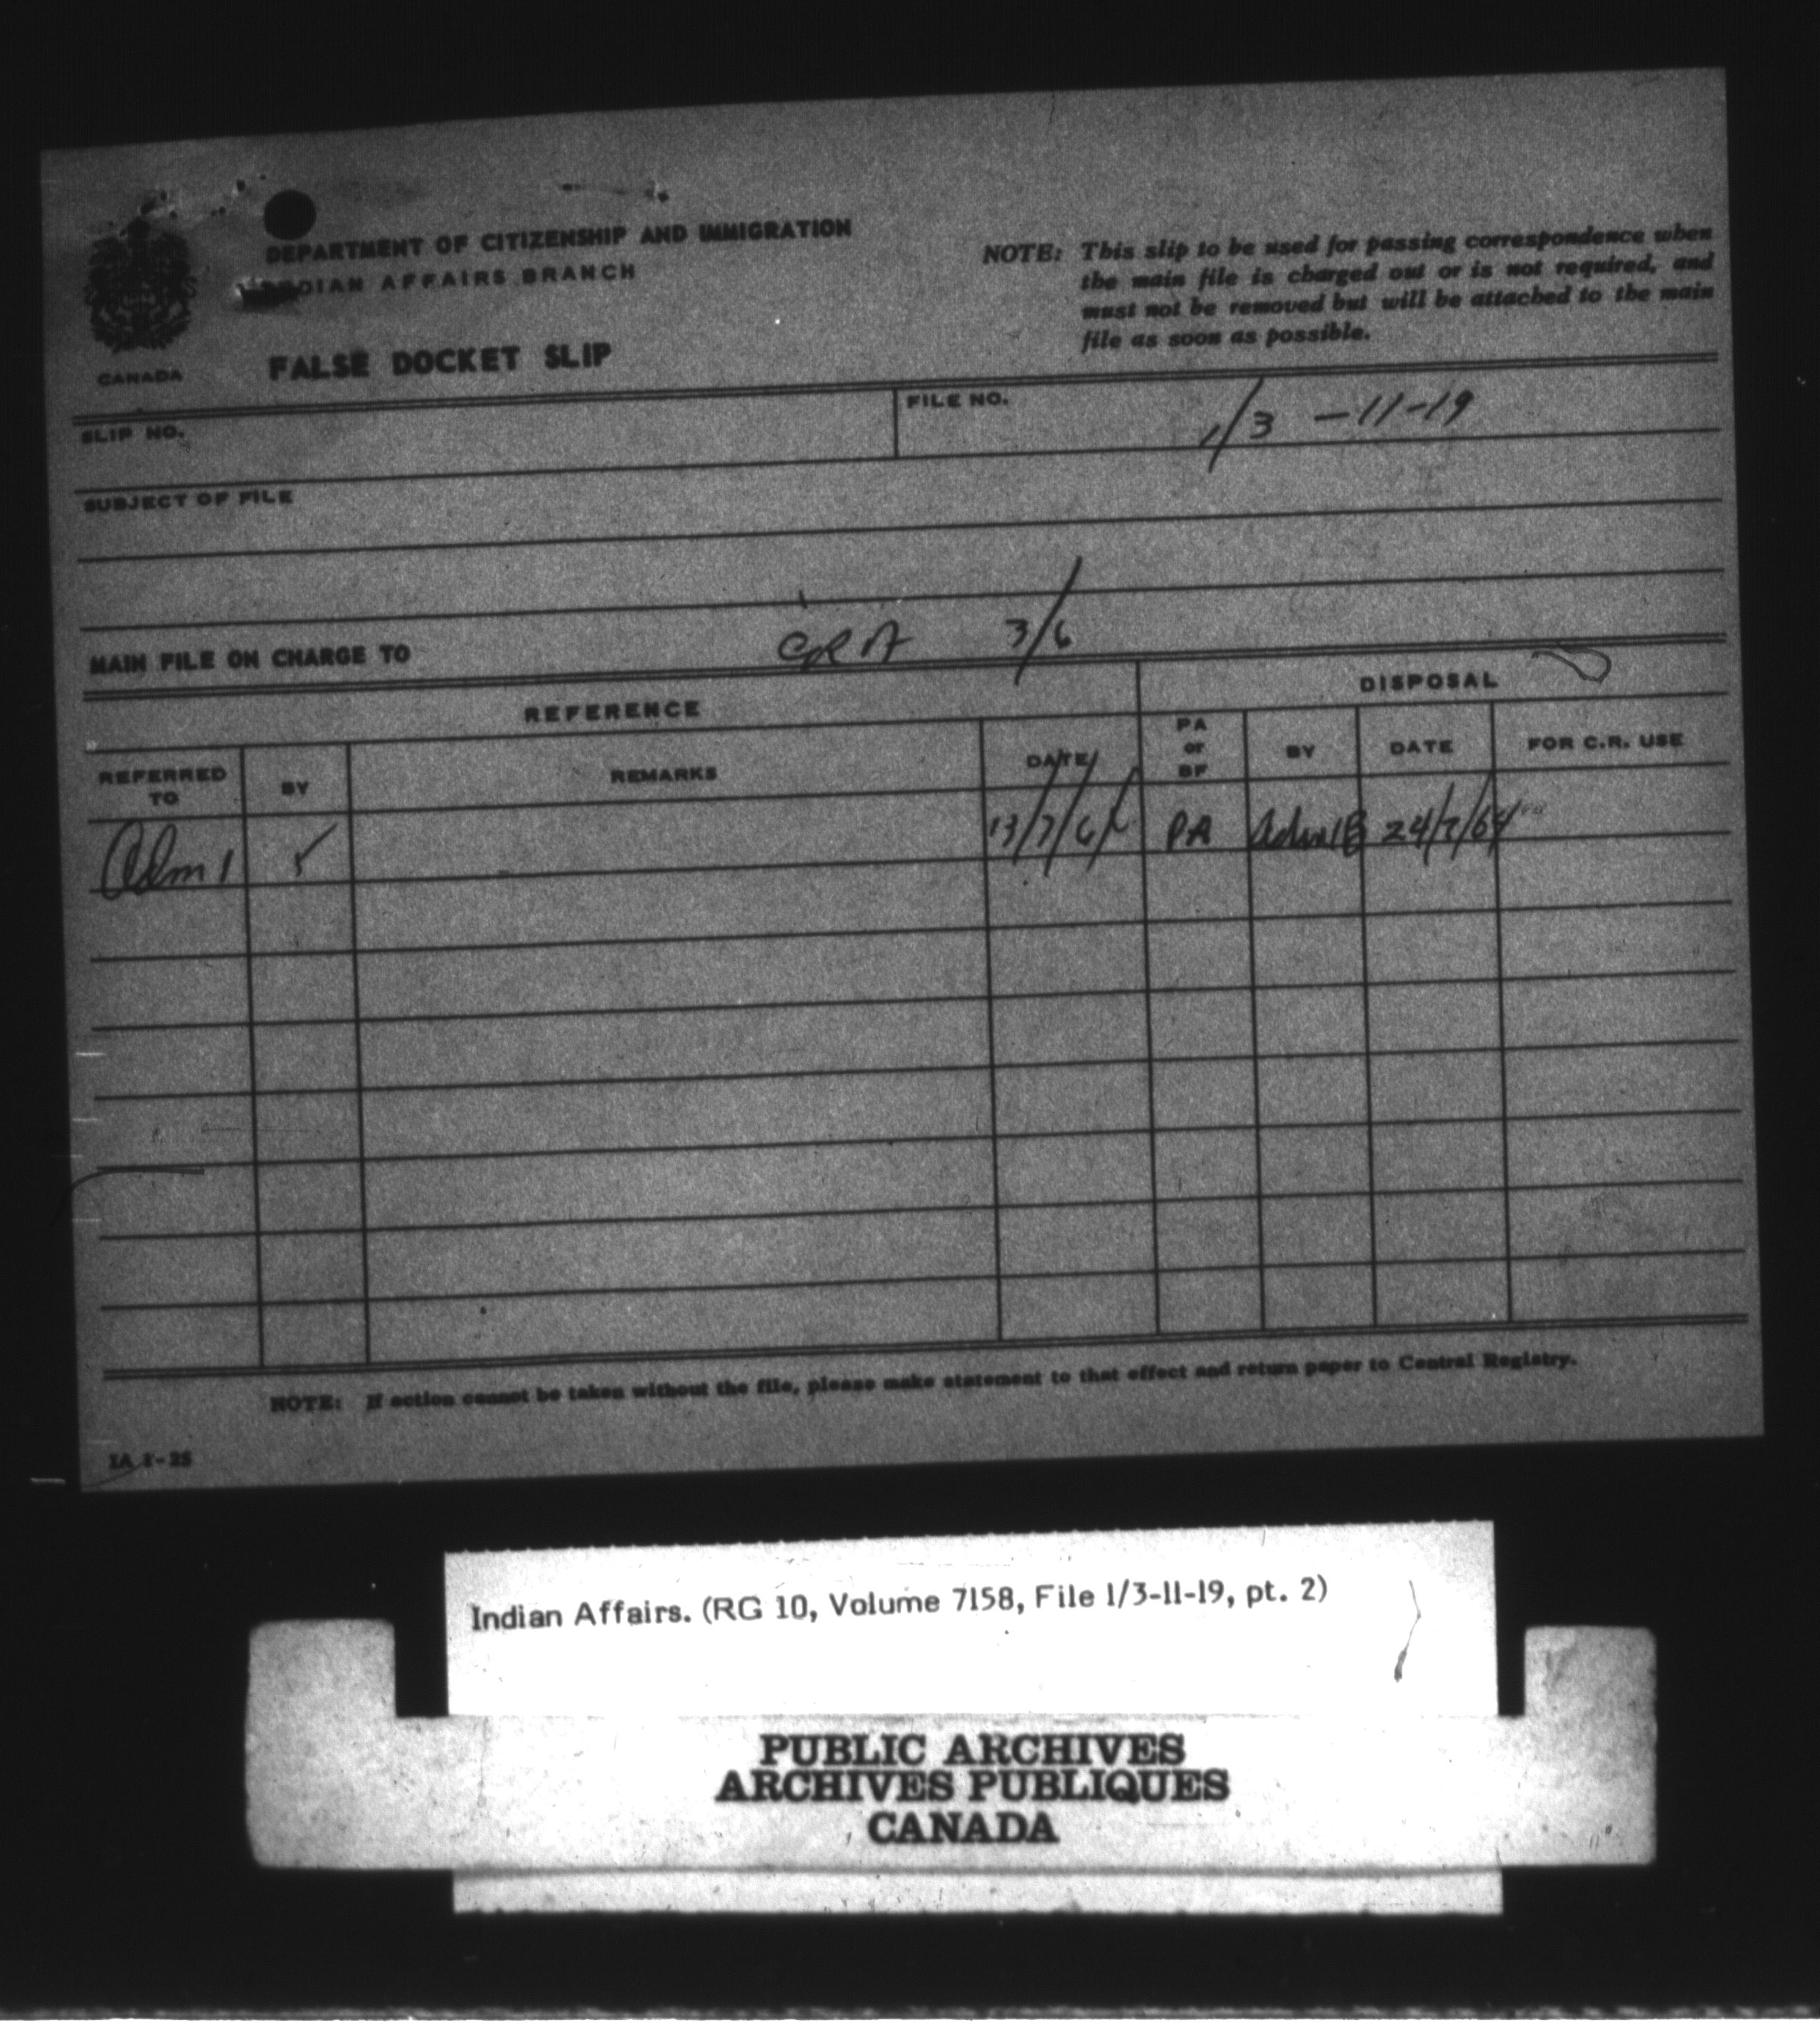 DEPARTMENT OF CITIZENSHIP AND IMMIGRATION
INDIAN AFFAIRS BRANCH
CANADA
FALSE DOCKET SLIP
NOTE: This slip to be used for passing correspondence when
the main file is charged out or is not required, and
must not be removed but will be attached to the main
file as soon as possible.
SLIP NO.
FILE NO. 1/3 -11-19
SUBJECT OF FILE
MAIN FILE ON CHARGE TO 3/6
REFERENCE
DISPOSAL
REFERRED TO BY REMARKS DATE PA or BF BY DATE FOR C.R. USE
Adm 1 ✓ 13/7/64 PA 24/7/64
NOTE: If action cannot be taken without the file, please make statement to that effect and return paper to Central Registry.
IA 1-25
Indian Affairs. (RG 10, Volume 7158, File 1/3-11-19, pt. 2)
PUBLIC ARCHIVES
ARCHIVES PUBLIQUES
CANADA